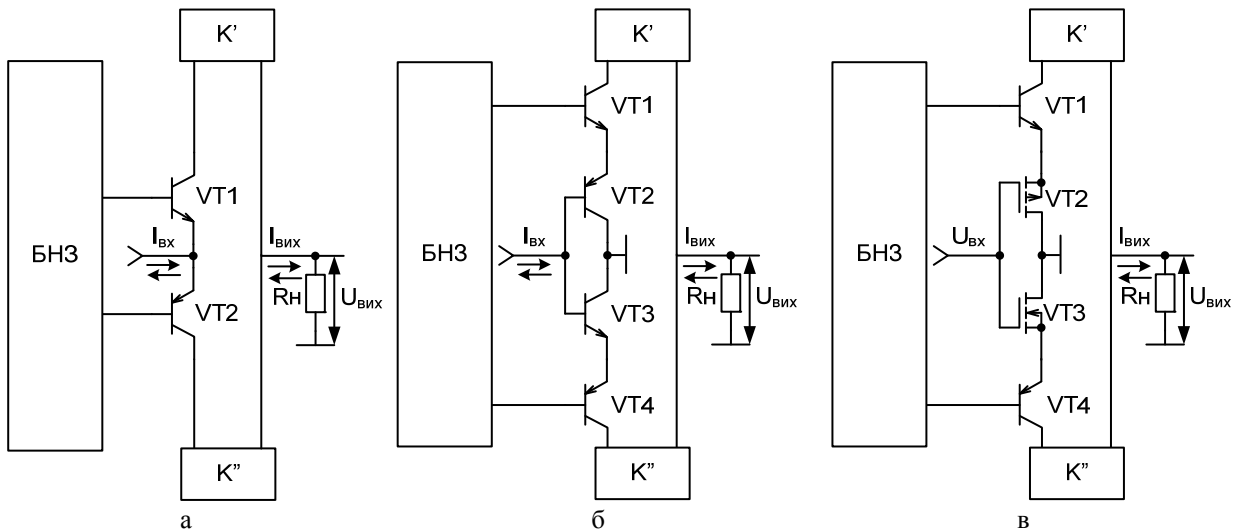 K’
БНЗ
VT1
Iвх
Iвих
Rн
Uвих
VT2
K”
а
K’
БНЗ
VT1
VT2
Iвх
Iвих
Rн
Uвих
VT3
VT4
K”
б
K’
БНЗ
VT1
VT2
Uвх
Iвих
Rн
Uвих
VT3
VT4
K”
в